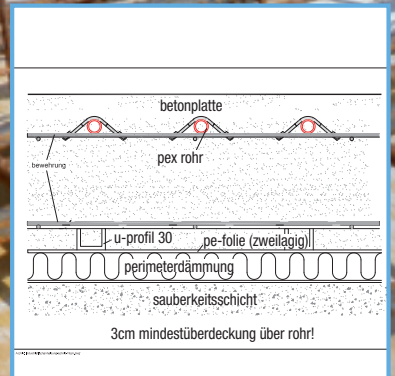 betonplatte
pex rohr
bewehrung
u-profil 30
pe-folie (zweilagig)
perimeterdämmung
sauberkeitsschicht
3cm mindestüberdeckung über rohr!